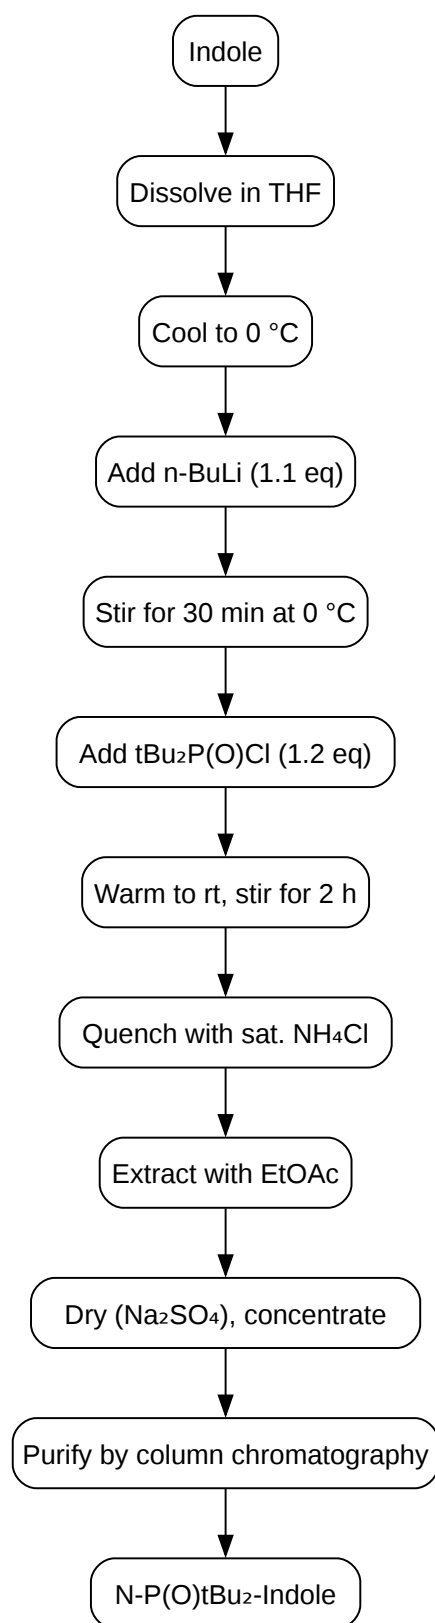 Indole
Dissolve in THF
Cool to 0 °C
Add n-BuLi (1.1 eq)
Stir for 30 min at 0 °C
Add tBu₂P(O)Cl (1.2 eq)
Warm to rt, stir for 2 h
Quench with sat. NH₄Cl
Extract with EtOAc
Dry (Na₂SO₄), concentrate
Purify by column chromatography
N-P(O)tBu₂-Indole